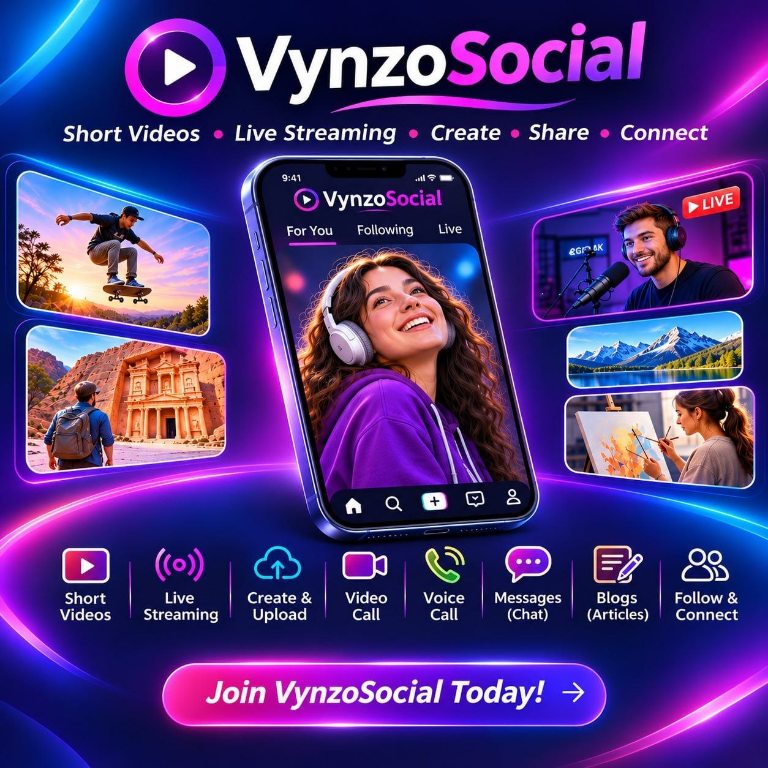 VynzoSocial
Short Videos • Live Streaming • Create • Share • Connect
9:41
VynzoSocial
For You Following Live
LIVE
Short
Videos
Live
Streaming
Create &
Upload
Video
Call
Voice
Call
Messages
(Chat)
Blogs
(Articles)
Follow &
Connect
Join VynzoSocial Today! →